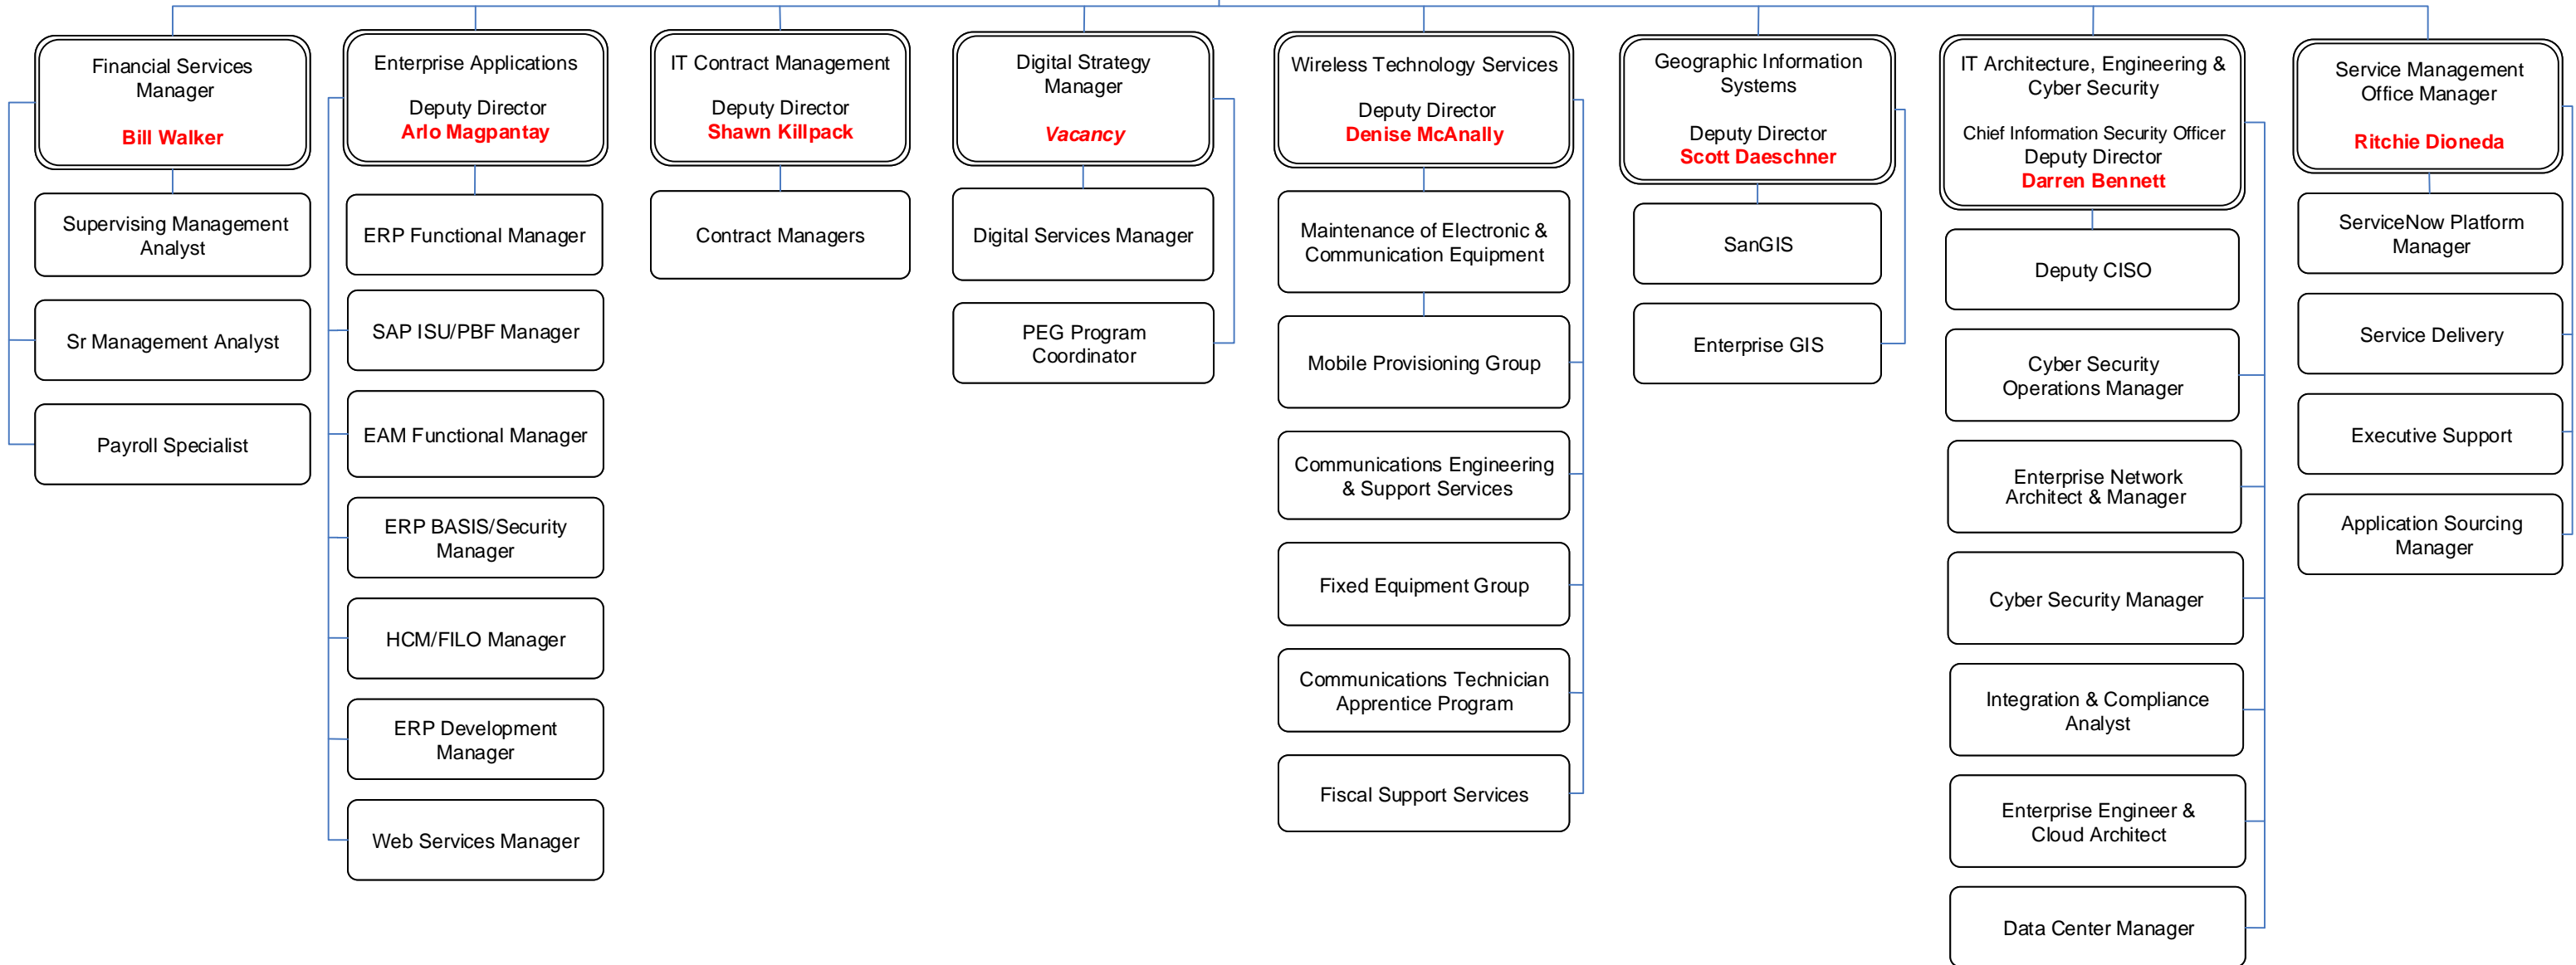 Financial Services
Manager
Bill Walker
Supervising Management
Analyst
Sr Management Analyst
Payroll Specialist
Enterprise Applications
Deputy Director
Arlo Magpantay
ERP Functional Manager
SAP ISU/PBF Manager
EAM Functional Manager
ERP BASIS/Security
Manager
HCM/FILO Manager
ERP Development
Manager
Web Services Manager
IT Contract Management
Deputy Director
Shawn Killpack
Contract Managers
Digital Strategy
Manager
Vacancy
Digital Services Manager
PEG Program
Coordinator
Wireless Technology Services
Deputy Director
Denise McAnally
Maintenance of Electronic &
Communication Equipment
Mobile Provisioning Group
Communications Engineering
& Support Services
Fixed Equipment Group
Communications Technician
Apprentice Program
Fiscal Support Services
Geographic Information
Systems
Deputy Director
Scott Daeschner
SanGIS
Enterprise GIS
IT Architecture, Engineering &
Cyber Security
Chief Information Security Officer
Deputy Director
Darren Bennett
Deputy CISO
Cyber Security
Operations Manager
Enterprise Network
Architect & Manager
Cyber Security Manager
Integration & Compliance
Analyst
Enterprise Engineer &
Cloud Architect
Data Center Manager
Service Management
Office Manager
Ritchie Dioneda
ServiceNow Platform
Manager
Service Delivery
Executive Support
Application Sourcing
Manager